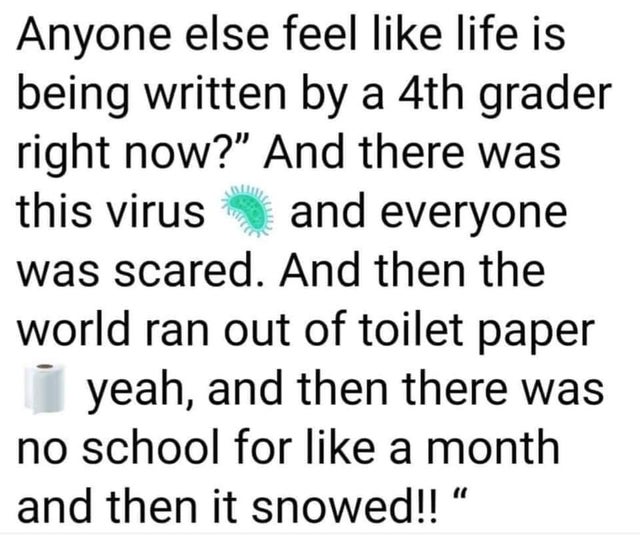 Anyone else feel like life is
being written by a 4th grader
right now?” And there was
this virus 🦠 and everyone
was scared. And then the
world ran out of toilet paper
🧻 yeah, and then there was
no school for like a month
and then it snowed!! “